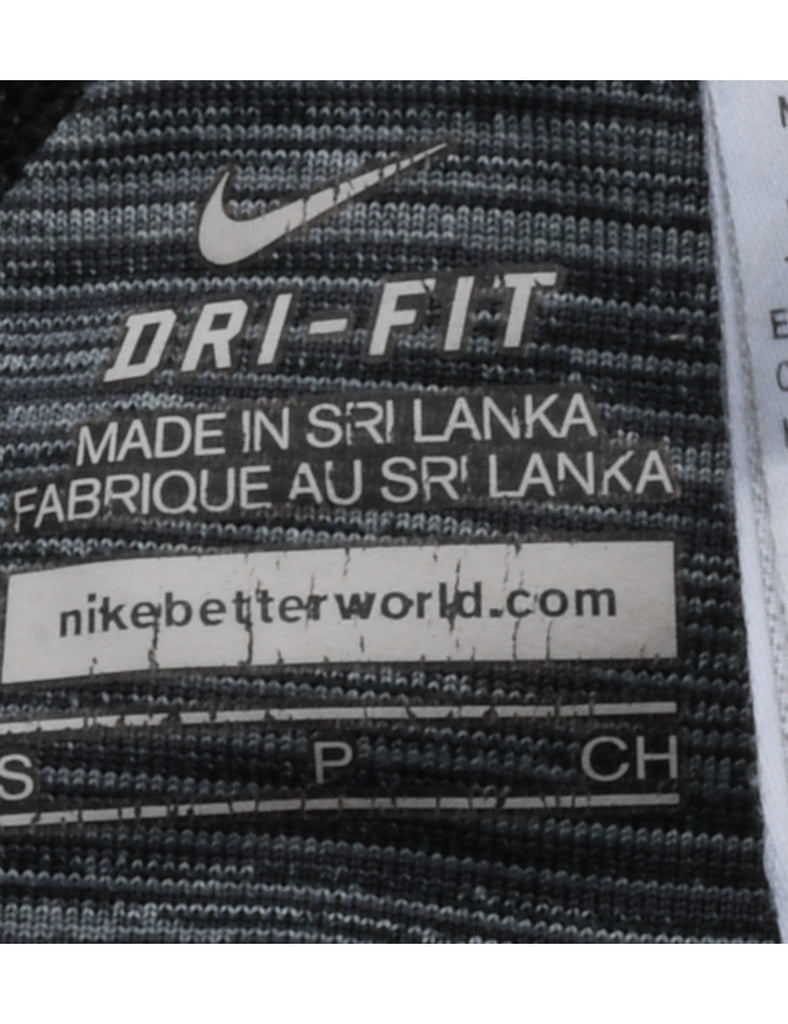 DRI-FIT
MADE IN SRI LANKA
FABRIQUE AU SRI LANKA
nikebetterworld.com
S P CH